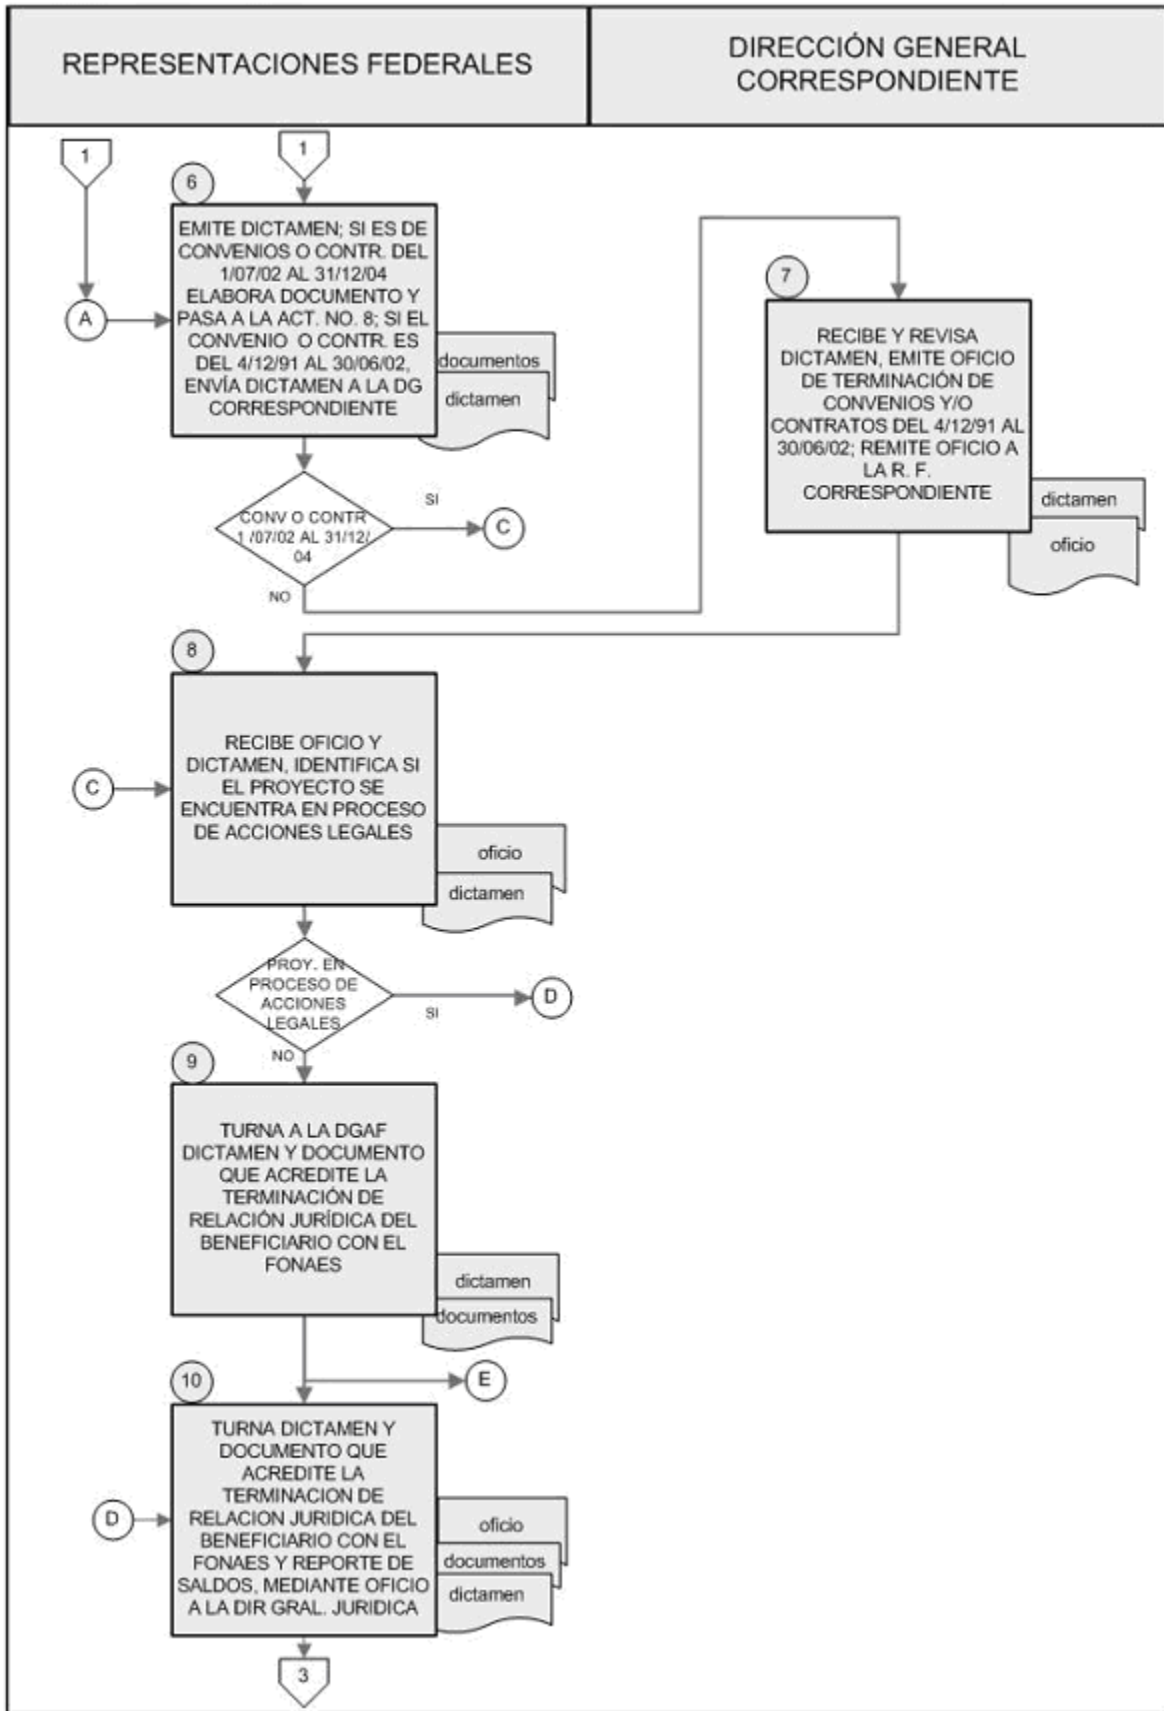 REPRESENTACIONES FEDERALES
DIRECCIÓN GENERAL
CORRESPONDIENTE
1
1
6
EMITE DICTAMEN; SI ES DE
CONVENIOS O CONTR. DEL
1/07/02 AL 31/12/04
ELABORA DOCUMENTO Y
PASA A LA ACT. NO. 8; SI EL
CONVENIO O CONTR. ES
DEL 4/12/91 AL 30/06/02,
ENVÍA DICTAMEN A LA DG
CORRESPONDIENTE
A
documentos
dictamen
7
RECIBE Y REVISA
DICTAMEN, EMITE OFICIO
DE TERMINACIÓN DE
CONVENIOS Y/O
CONTRATOS DEL 4/12/91 AL
30/06/02; REMITE OFICIO A
LA R. F.
CORRESPONDIENTE
dictamen
oficio
CONV O CONTR
1 /07/02 AL 31/12/
04
SI
C
NO
8
RECIBE OFICIO Y
DICTAMEN, IDENTIFICA SI
EL PROYECTO SE
ENCUENTRA EN PROCESO
DE ACCIONES LEGALES
C
oficio
dictamen
PROY. EN
PROCESO DE
ACCIONES
LEGALES
SI
D
NO
9
TURNA A LA DGAF
DICTAMEN Y DOCUMENTO
QUE ACREDITE LA
TERMINACIÓN DE
RELACIÓN JURÍDICA DEL
BENEFICIARIO CON EL
FONAES
dictamen
documentos
E
10
TURNA DICTAMEN Y
DOCUMENTO QUE
ACREDITE LA
TERMINACION DE
RELACION JURIDICA DEL
BENEFICIARIO CON EL
FONAES Y REPORTE DE
SALDOS, MEDIANTE OFICIO
A LA DIR GRAL. JURIDICA
D
oficio
documentos
dictamen
3